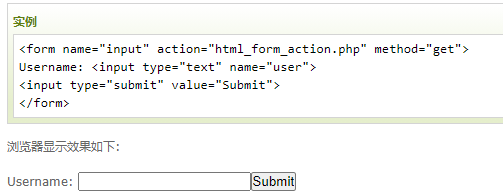 实例
<form name="input" action="html_form_action.php" method="get">
Username: <input type="text" name="user">
<input type="submit" value="Submit">
</form>
浏览器显示效果如下:
Username: Submit